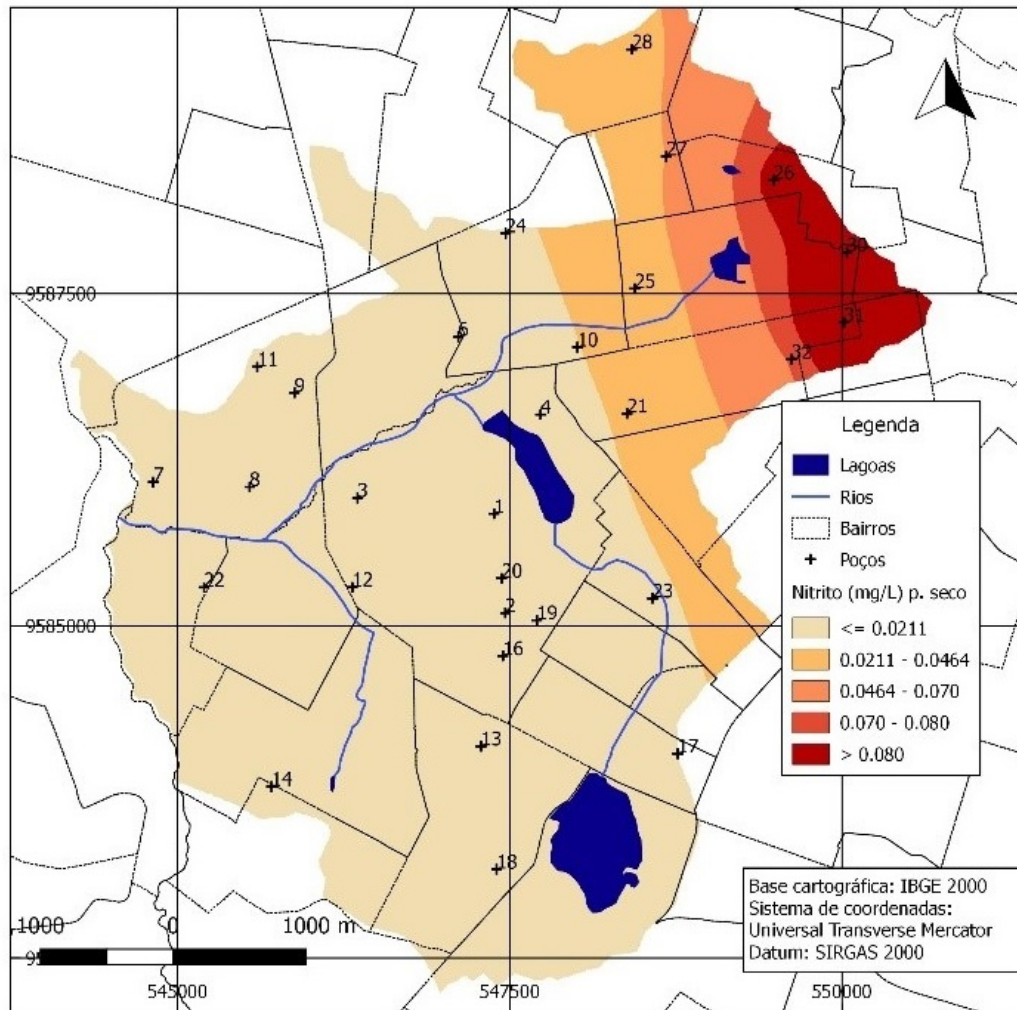 28
27
26
24
30
25
9587500
31
6
10
32
11
9
21
4
7
8
3
1
22
12
20
23
2
19
9585000
16
13
17
14
18
Legenda
Lagoas
Rios
Bairros
Poços
Nitrito (mg/L) p. seco
<= 0.0211
0.0211 - 0.0464
0.0464 - 0.070
0.070 - 0.080
> 0.080
1000 0 1000 m
Base cartográfica: IBGE 2000
Sistema de coordenadas:
Universal Transverse Mercator
Datum: SIRGAS 2000
545000 547500 550000